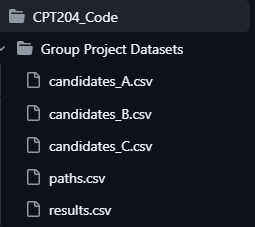 CPT204_Code
Group Project Datasets
candidates_A.csv
candidates_B.csv
candidates_C.csv
paths.csv
results.csv